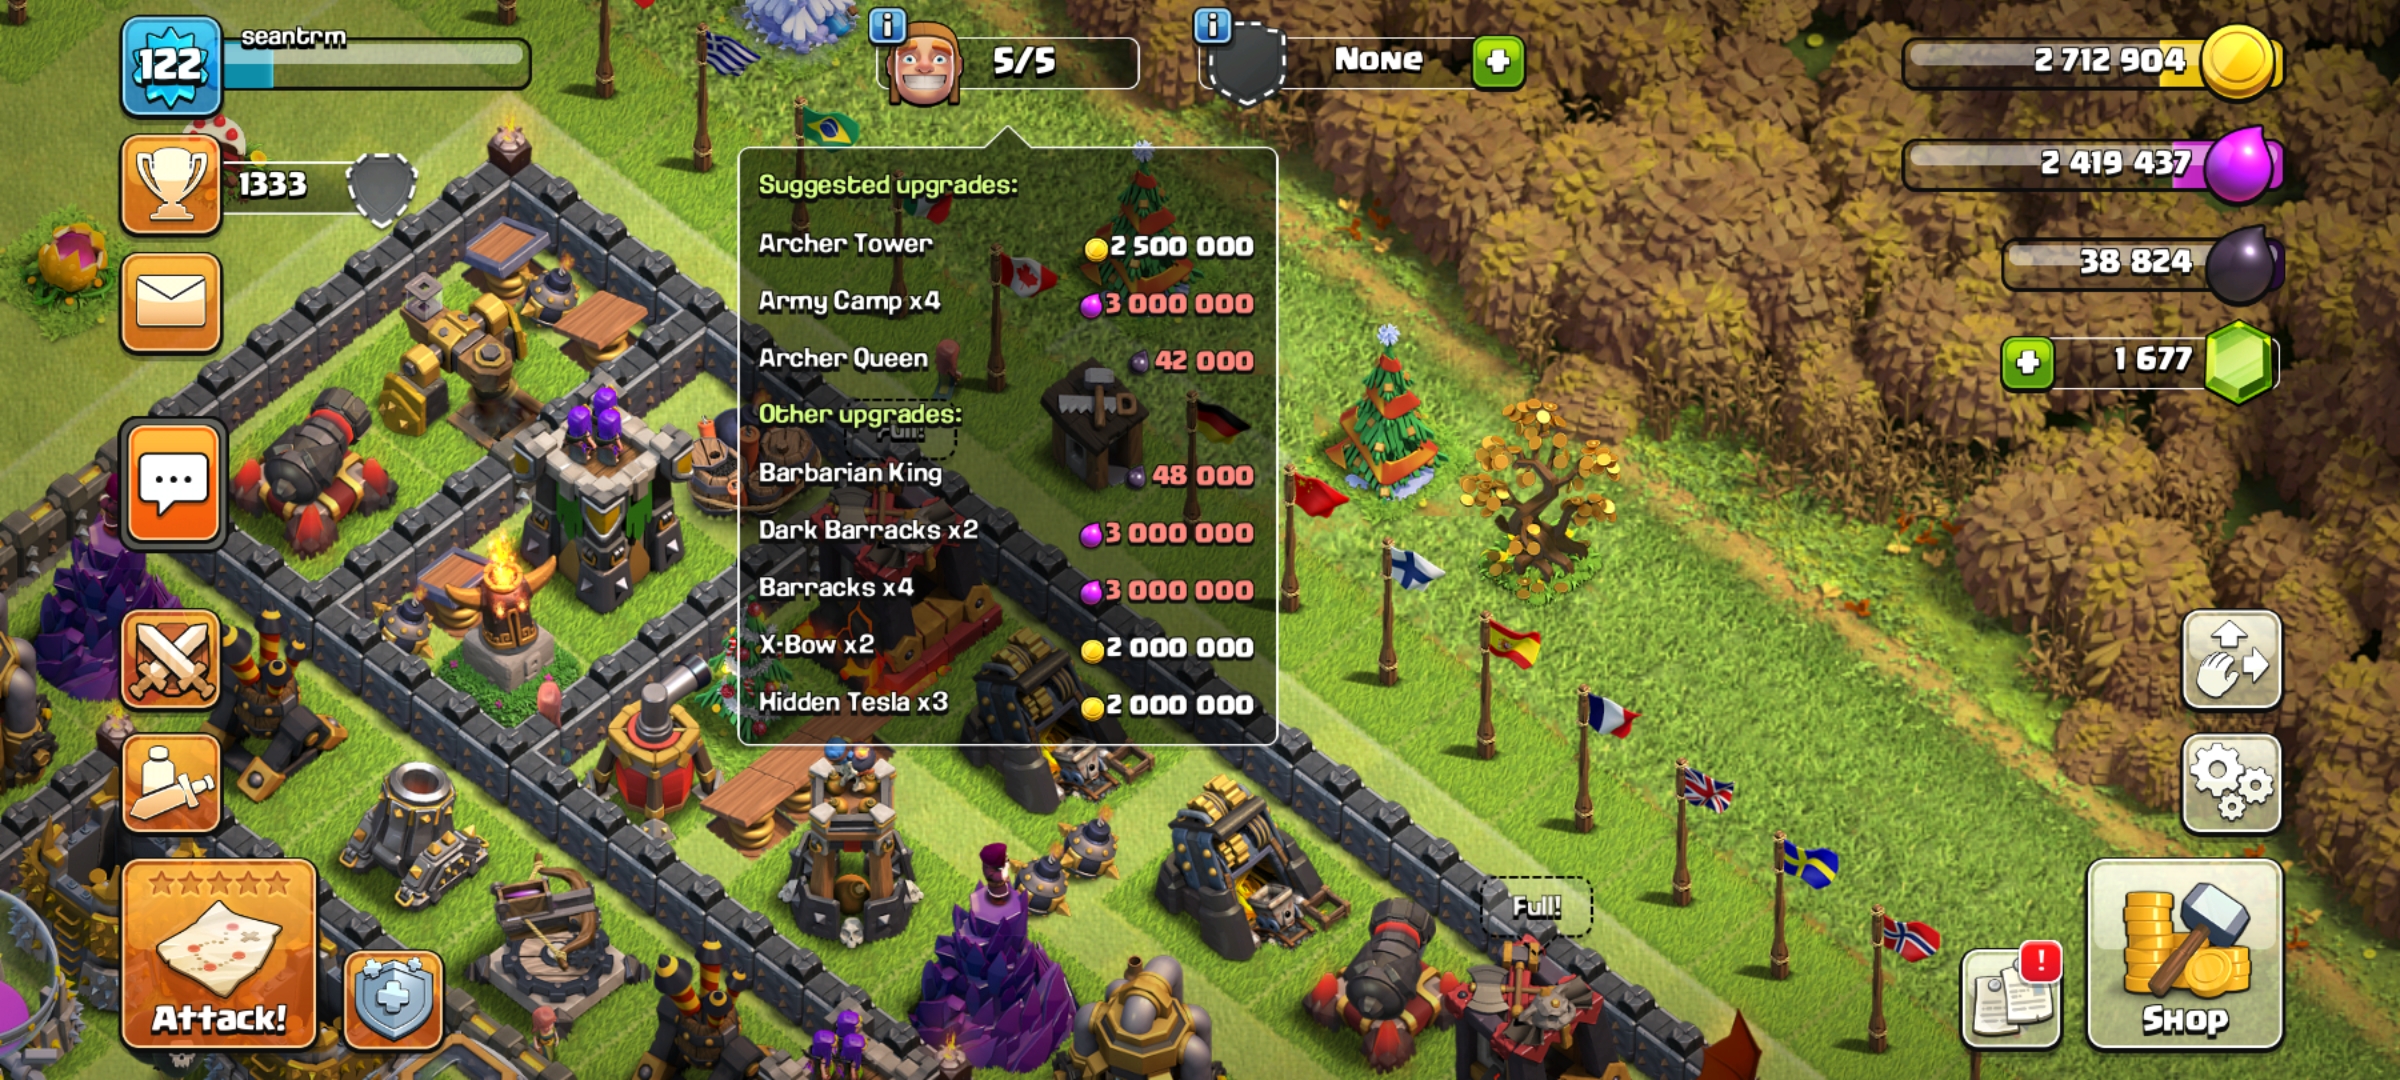 122
seantrm
5/5
None
2 712 904
1333
2 419 437
38 824
1 677
Suggested upgrades:
Archer Tower 2 500 000
Army Camp x4 3 000 000
Archer Queen 42 000
Other upgrades:
Full!
Barbarian King 48 000
Dark Barracks x2 3 000 000
Barracks x4 3 000 000
X-Bow x2 2 000 000
Hidden Tesla x3 2 000 000
Full!
Attack!
!
Shop